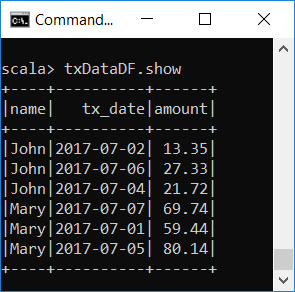 Command...
scala> txDataDF.show
+----+----------+------+
|name|   tx_date|amount|
+----+----------+------+
|John|2017-07-02| 13.35|
|John|2017-07-06| 27.33|
|John|2017-07-04| 21.72|
|Mary|2017-07-07| 69.74|
|Mary|2017-07-01| 59.44|
|Mary|2017-07-05| 80.14|
+----+----------+------+